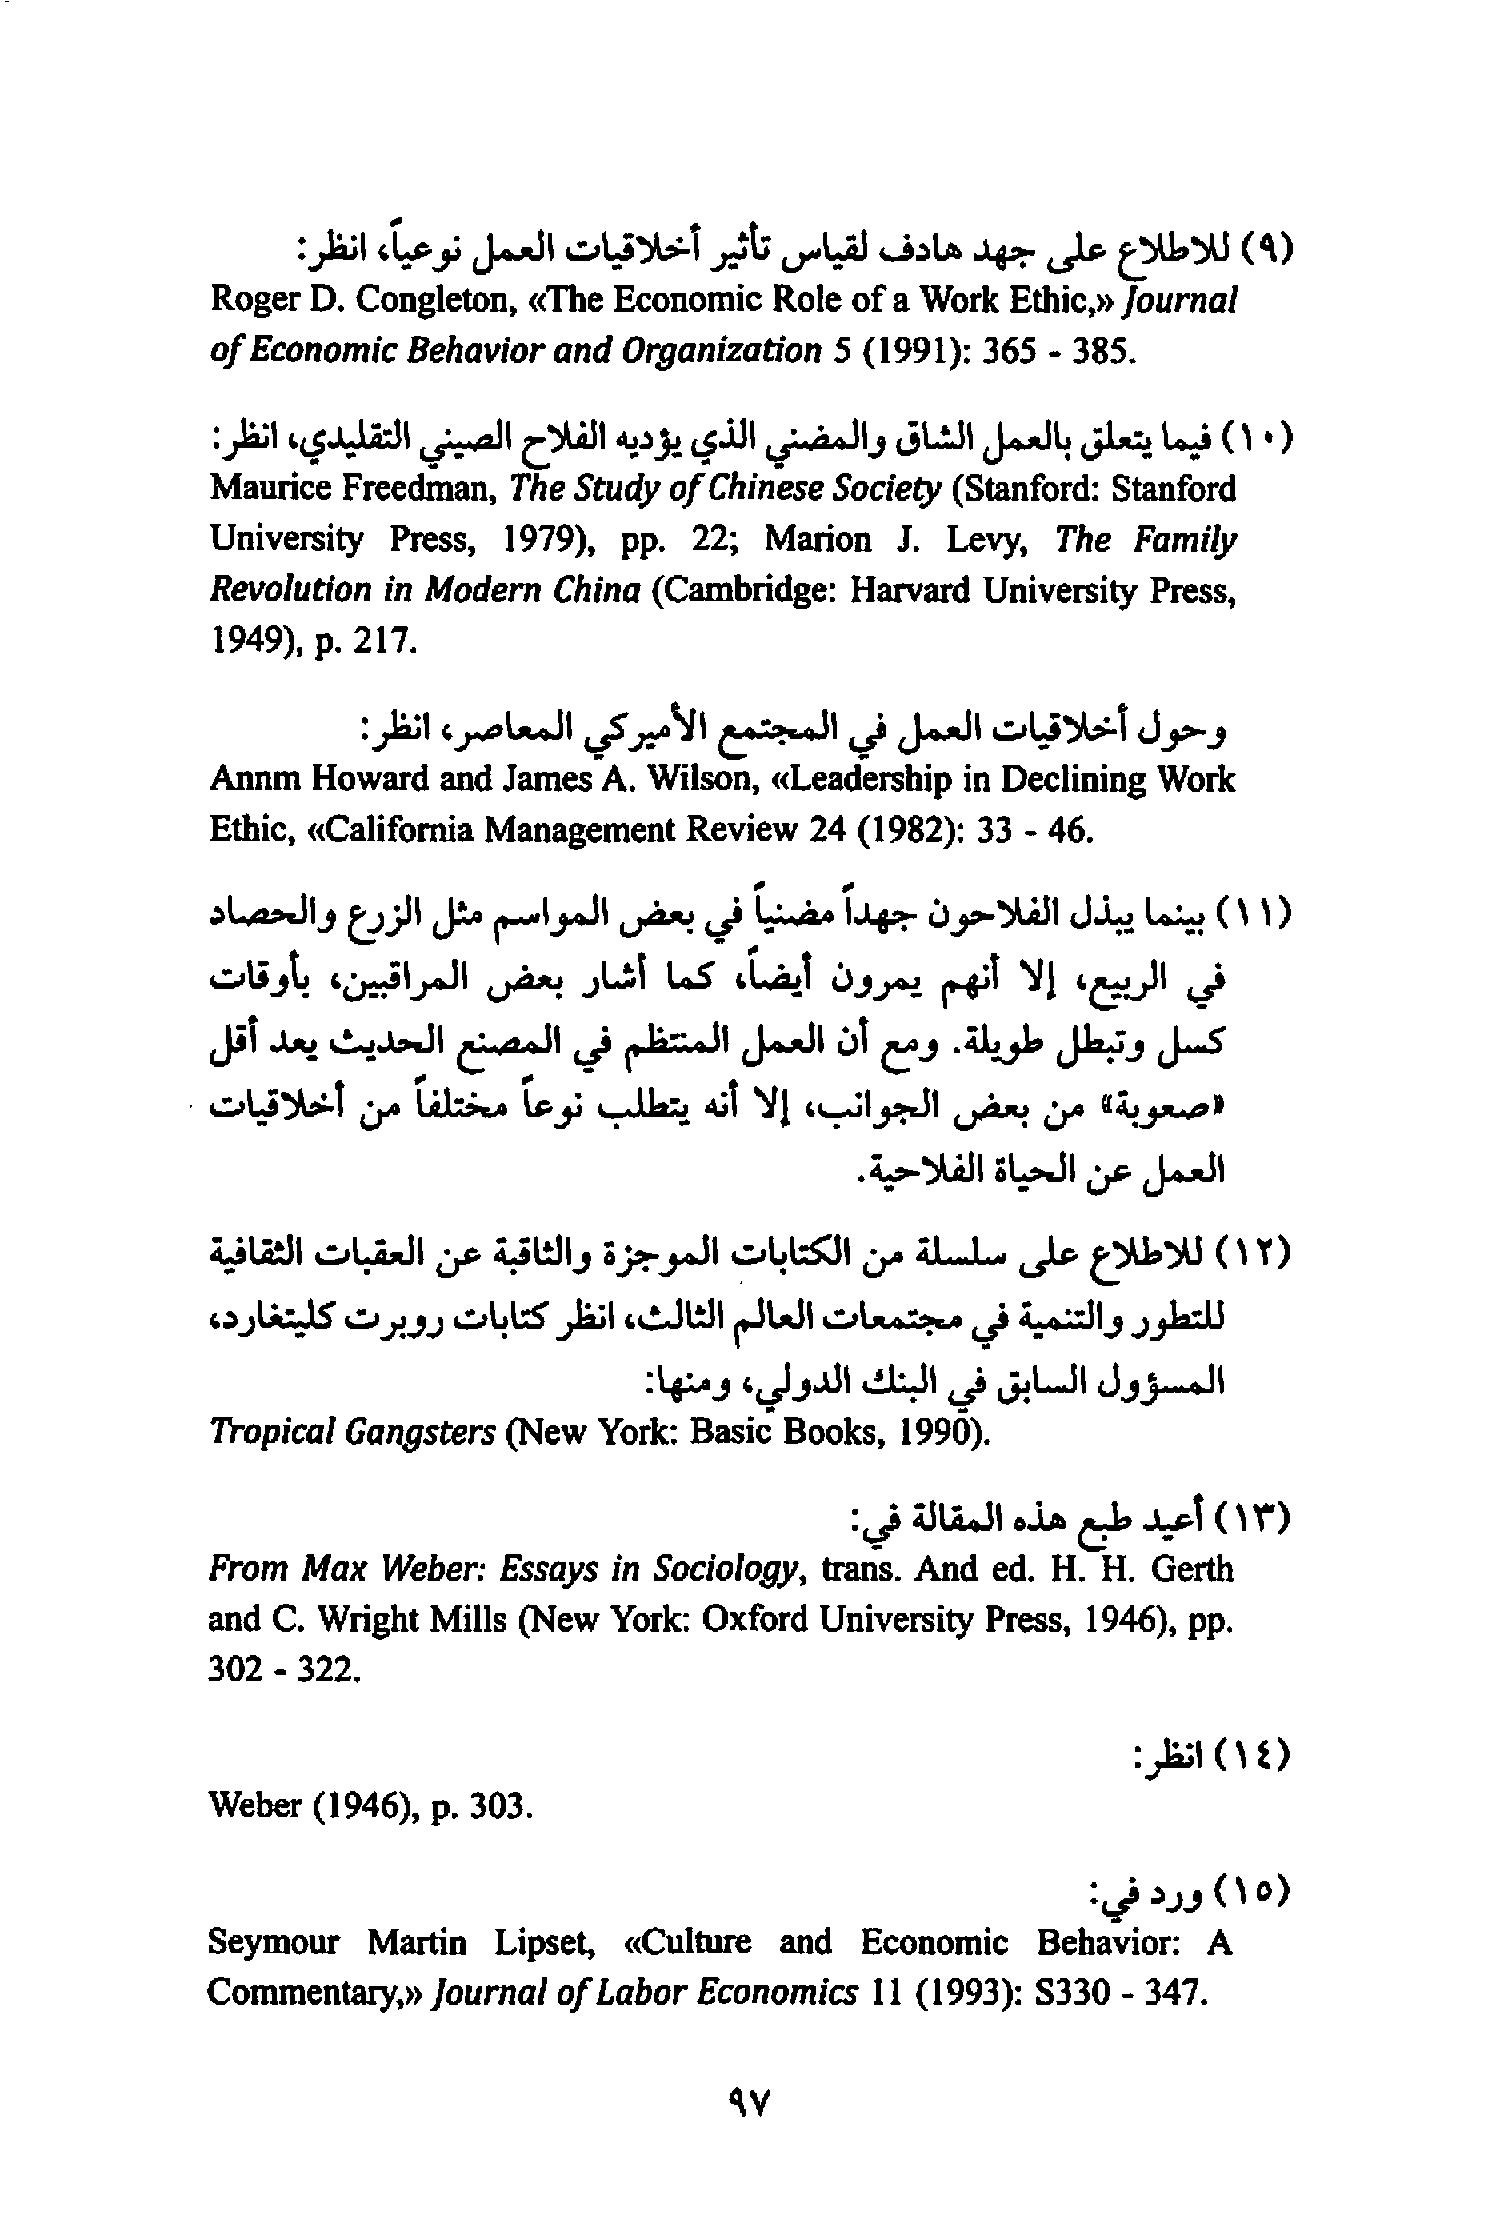 (٩) للاطلاع على جهد هادف لقياس تأثير أخلاقيات العمل نوعياً، انظر:
Roger D. Congleton, «The Economic Role of a Work Ethic,» Journal
of Economic Behavior and Organization 5 (1991): 365 - 385.
(١٠) فيما يتعلق بالعمل الشاق والمضني الذي يؤديه الفلاح الصيني التقليدي، انظر:
Maurice Freedman, The Study of Chinese Society (Stanford: Stanford
University Press, 1979), pp. 22; Marion J. Levy, The Family
Revolution in Modern China (Cambridge: Harvard University Press,
1949), p. 217.
وحول أخلاقيات العمل في المجتمع الأميركي المعاصر، انظر:
Annm Howard and James A. Wilson, «Leadership in Declining Work
Ethic, «California Management Review 24 (1982): 33 - 46.
(١١) بينما يبذل الفلاحون جهداً مضنياً في بعض المواسم مثل الزرع والحصاد
في الربيع، إلا أنهم يمرون أيضاً، كما أشار بعض المراقبين، بأوقات
كسل وتبطل طويلة. ومع أن العمل المنتظم في المصنع الحديث يعد أقل
«صعوبة» من بعض الجوانب، إلا أنه يتطلب نوعاً مختلفاً من أخلاقيات
العمل عن الحياة الفلاحية.
(١٢) للاطلاع على سلسلة من الكتابات الموجزة والثاقبة عن العقبات الثقافية
للتطور والتنمية في مجتمعات العالم الثالث، انظر كتابات روبرت كليتغارد،
المسؤول السابق في البنك الدولي، ومنها:
Tropical Gangsters (New York: Basic Books, 1990).
(١٣) أعيد طبع هذه المقالة في:
From Max Weber: Essays in Sociology, trans. And ed. H. H. Gerth
and C. Wright Mills (New York: Oxford University Press, 1946), pp.
302 - 322.
(١٤) انظر:
Weber (1946), p. 303.
(١٥) ورد في:
Seymour Martin Lipset, «Culture and Economic Behavior: A
Commentary,» Journal of Labor Economics 11 (1993): S330 - 347.
٩٧